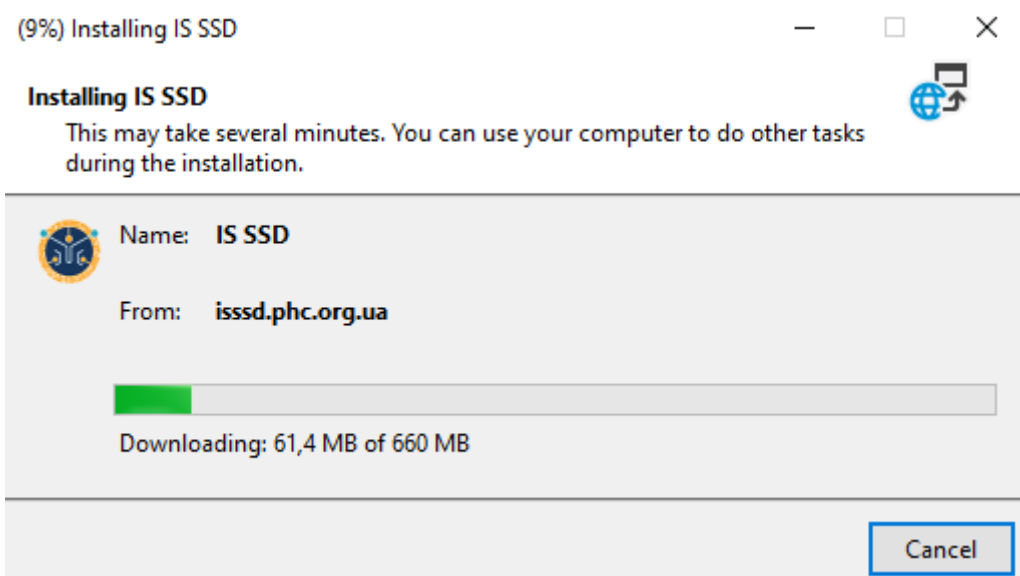 (9%) Installing IS SSD
Installing IS SSD
This may take several minutes. You can use your computer to do other tasks
during the installation.
Name: IS SSD
From: isssd.phc.org.ua
Downloading: 61,4 MB of 660 MB
Cancel